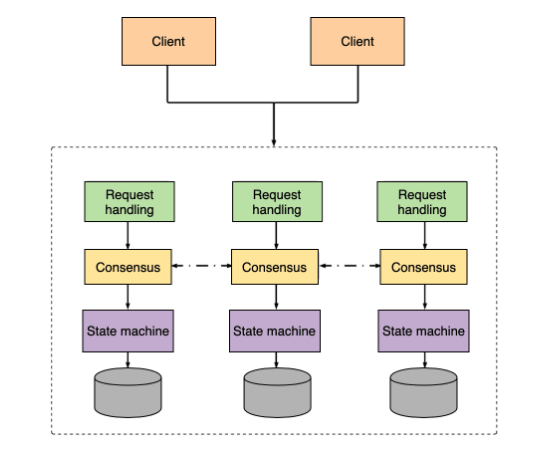 Client
Client
Request
handling
Request
handling
Request
handling
Consensus
Consensus
Consensus
State machine
State machine
State machine